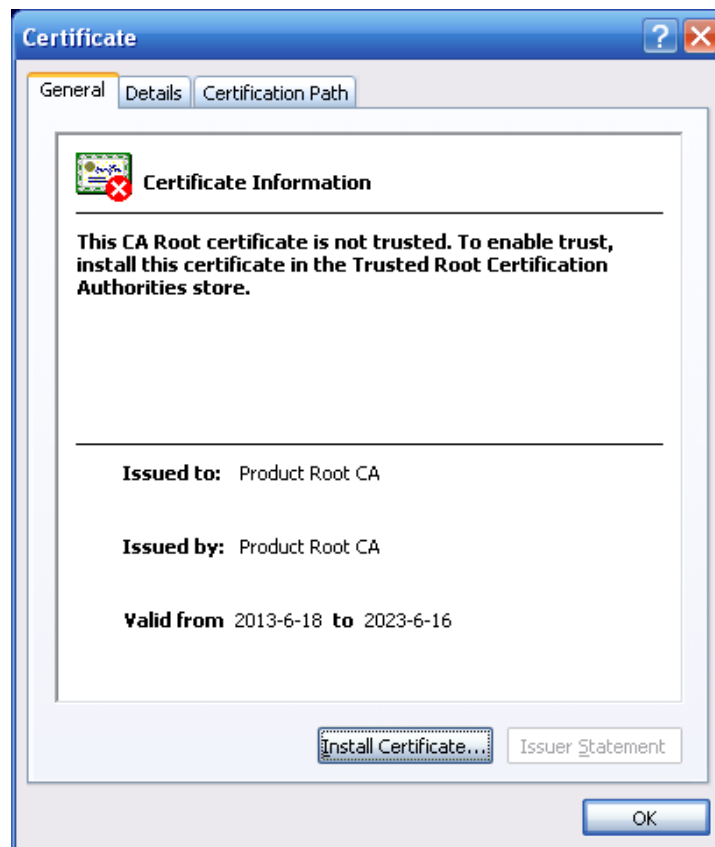 Certificate
General Details Certification Path
Certificate Information
This CA Root certificate is not trusted. To enable trust,
install this certificate in the Trusted Root Certification
Authorities store.
Issued to: Product Root CA
Issued by: Product Root CA
Valid from 2013-6-18 to 2023-6-16
Install Certificate... Issuer Statement
OK